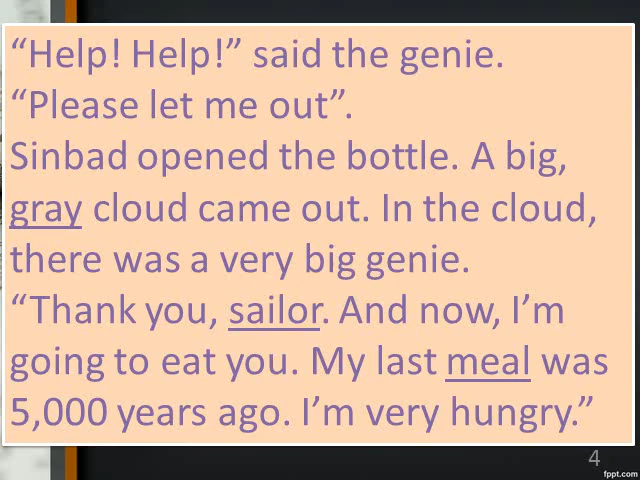 “Help! Help!” said the genie.
“Please let me out”.
Sinbad opened the bottle. A big,
gray cloud came out. In the cloud,
there was a very big genie.
“Thank you, sailor. And now, I’m
going to eat you. My last meal was
5,000 years ago. I’m very hungry.”
4
fppt.com